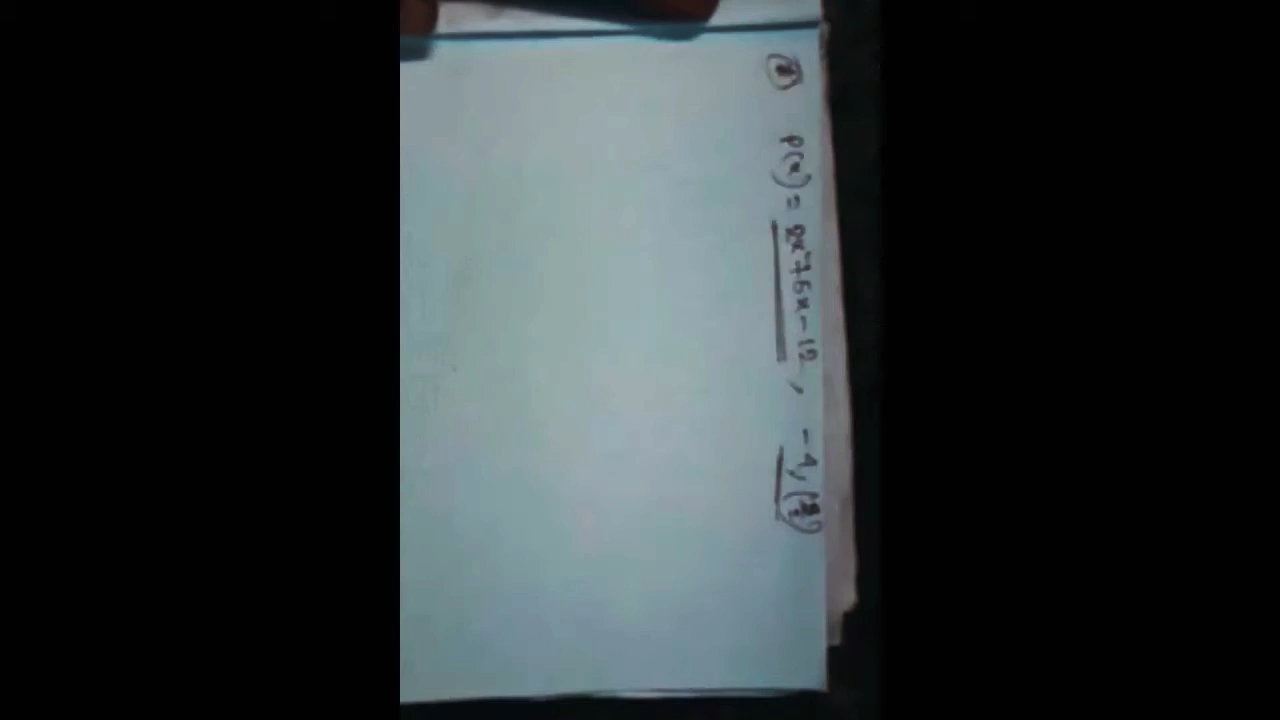 P(x) = 2x²+5x-12, -4, (3/2)